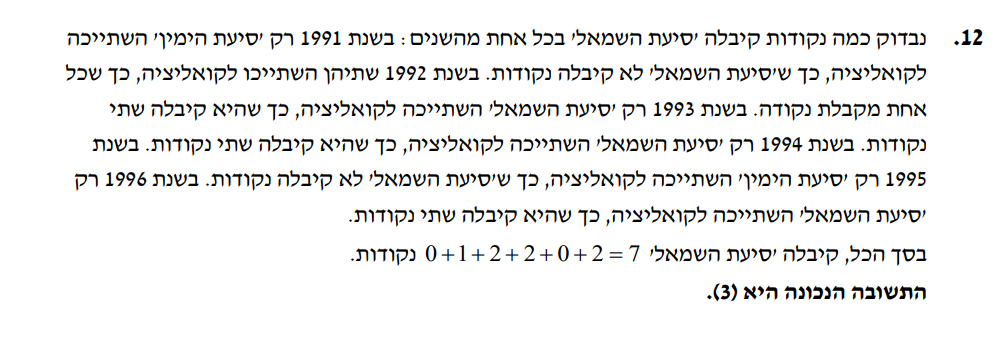 12. נבדוק כמה נקודות קיבלה 'סיעת השמאל' בכל אחת מהשנים: בשנת 1991 רק 'סיעת הימין' השתייכה
לקואליציה, כך ש'סיעת השמאל' לא קיבלה נקודות. בשנת 1992 שתיהן השתייכו לקואליציה, כך שכל
אחת מקבלת נקודה. בשנת 1993 רק 'סיעת השמאל' השתייכה לקואליציה, כך שהיא קיבלה שתי
נקודות. בשנת 1994 רק 'סיעת השמאל' השתייכה לקואליציה, כך שהיא קיבלה שתי נקודות. בשנת
1995 רק 'סיעת הימין' השתייכה לקואליציה, כך ש'סיעת השמאל' לא קיבלה נקודות. בשנת 1996 רק
'סיעת השמאל' השתייכה לקואליציה, כך שהיא קיבלה שתי נקודות.
בסך הכל, קיבלה 'סיעת השמאל' 0+1+2+2+0+2=7 נקודות.
התשובה הנכונה היא (3).